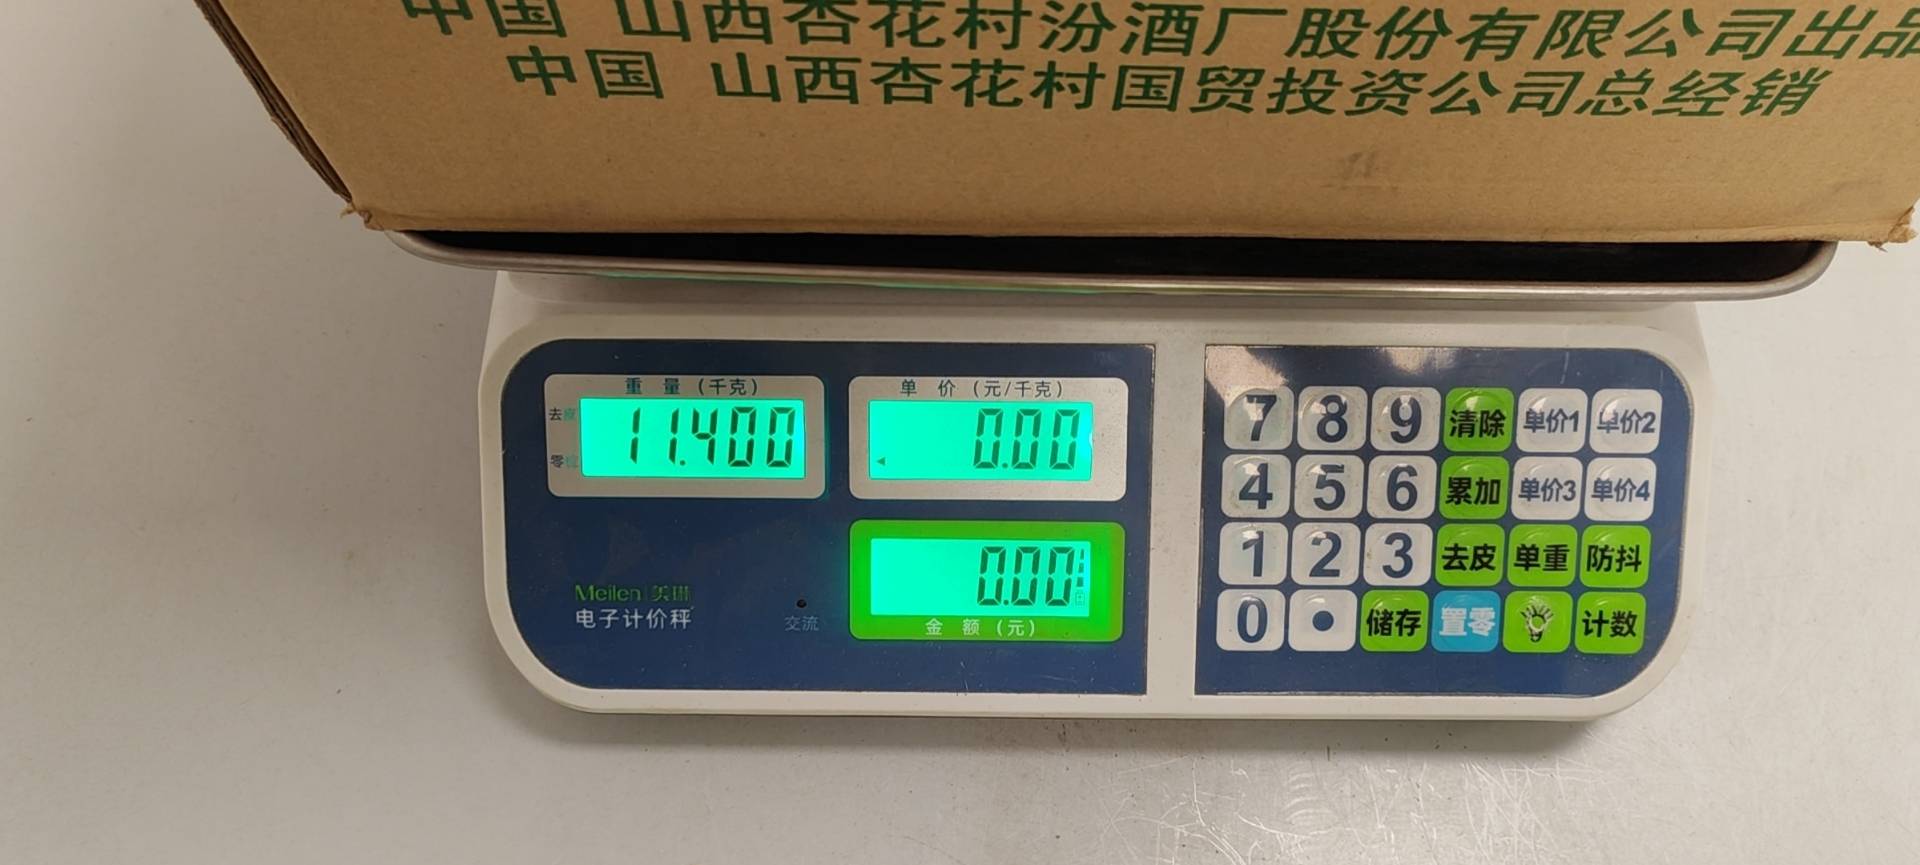 中国 山西杏花村汾酒厂股份有限公司出品
中国 山西杏花村国贸投资公司总经销
重 量 (千克)
去皮
11.400
零位
单 价 (元/千克)
0.00
0.00
金 额 (元)
Meilen 美琳
电子计价秤
交流
7 8 9 清除 单价1 单价2
4 5 6 累加 单价3 单价4
1 2 3 去皮 单重 防抖
0 • 储存 置零 计数